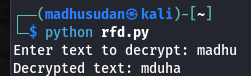 ┌──(madhusudan㉿kali)-[~]
└─$ python rfd.py
Enter text to decrypt: madhu
Decrypted text: mduha